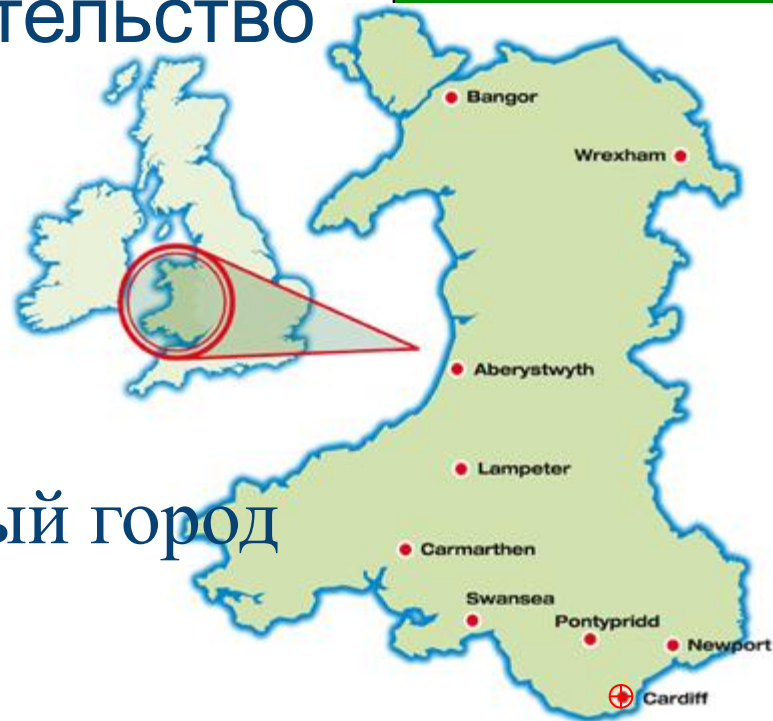 тельство
Bangor
Wrexham
Aberystwyth
Lampeter
ый город
Carmarthen
Swansea
Pontypridd
Newport
Cardiff